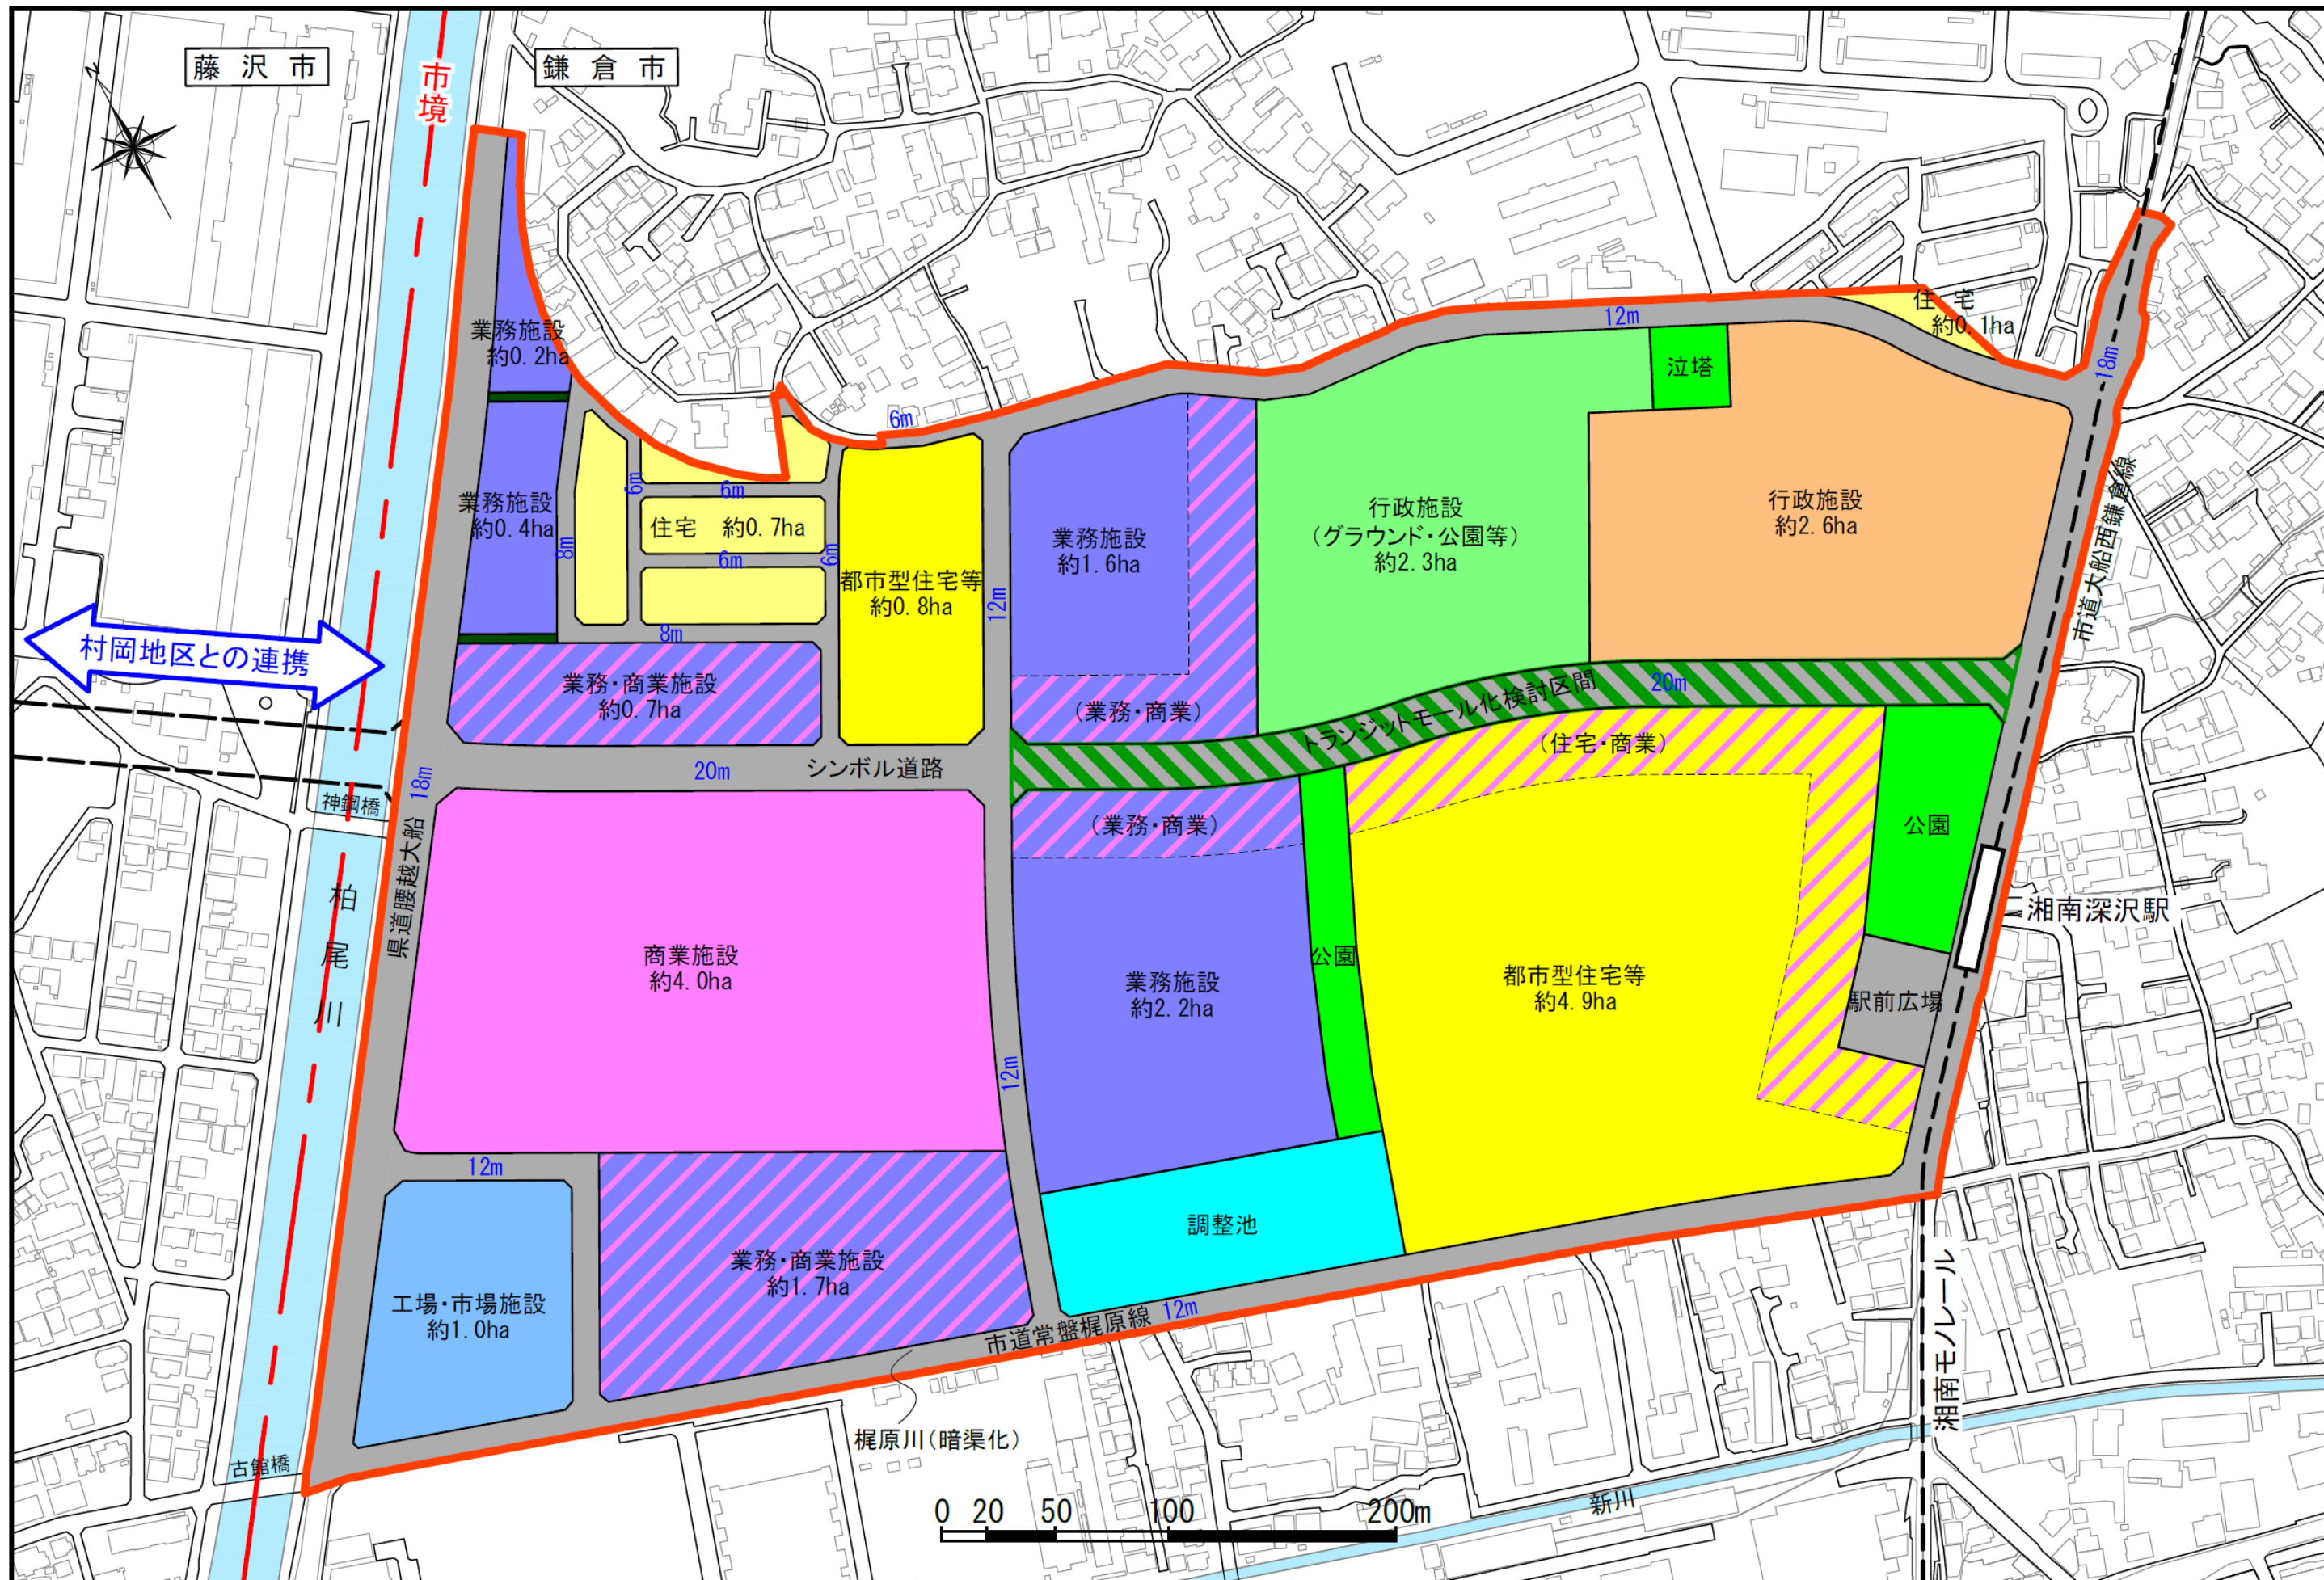 藤沢市
鎌倉市
市境
N
業務施設
約0.2ha
業務施設
約0.4ha
8m
6m
6m
住宅 約0.7ha
6m
6m
8m
6m
都市型住宅等
約0.8ha
12m
業務施設
約1.6ha
(業務・商業)
行政施設
(グラウンド・公園等)
約2.3ha
12m
泣塔
行政施設
約2.6ha
住宅
約0.1ha
18m
市道大船西鎌倉線
村岡地区との連携
業務・商業施設
約0.7ha
20m
シンボル道路
トランジットモール化検討区間
20m
(住宅・商業)
神鋼橋
18m
県道腰越大船
柏尾川
商業施設
約4.0ha
(業務・商業)
業務施設
約2.2ha
公園
都市型住宅等
約4.9ha
公園
湘南深沢駅
駅前広場
12m
12m
工場・市場施設
約1.0ha
業務・商業施設
約1.7ha
調整池
市道常盤梶原線 12m
梶原川(暗渠化)
湘南モノレール
古館橋
新川
0 20 50 100 200m